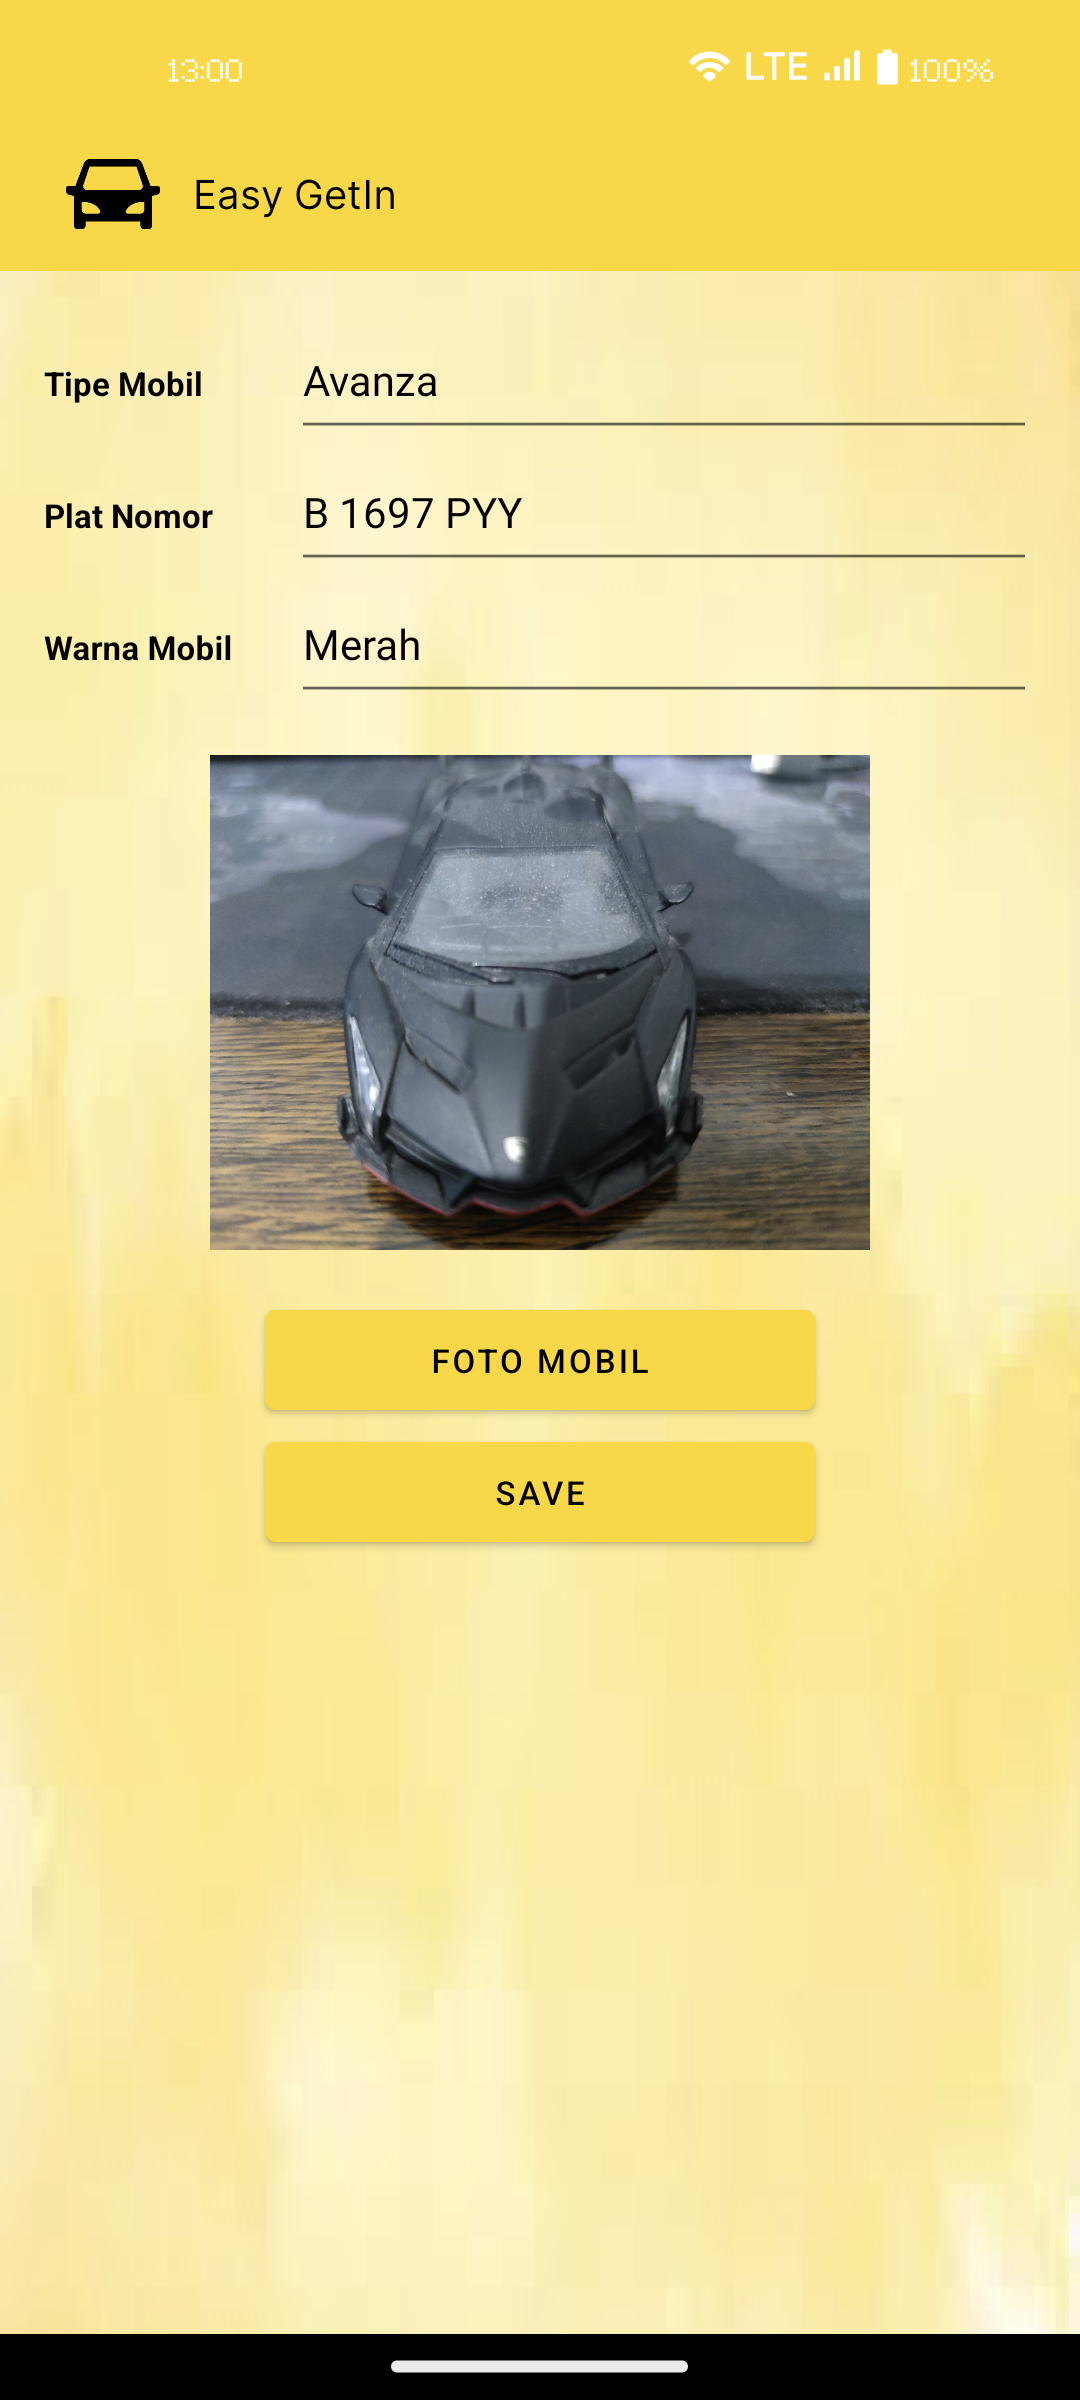 13:00 LTE 100%
Easy GetIn
Tipe Mobil Avanza
Plat Nomor B 1697 PYY
Warna Mobil Merah
FOTO MOBIL
SAVE